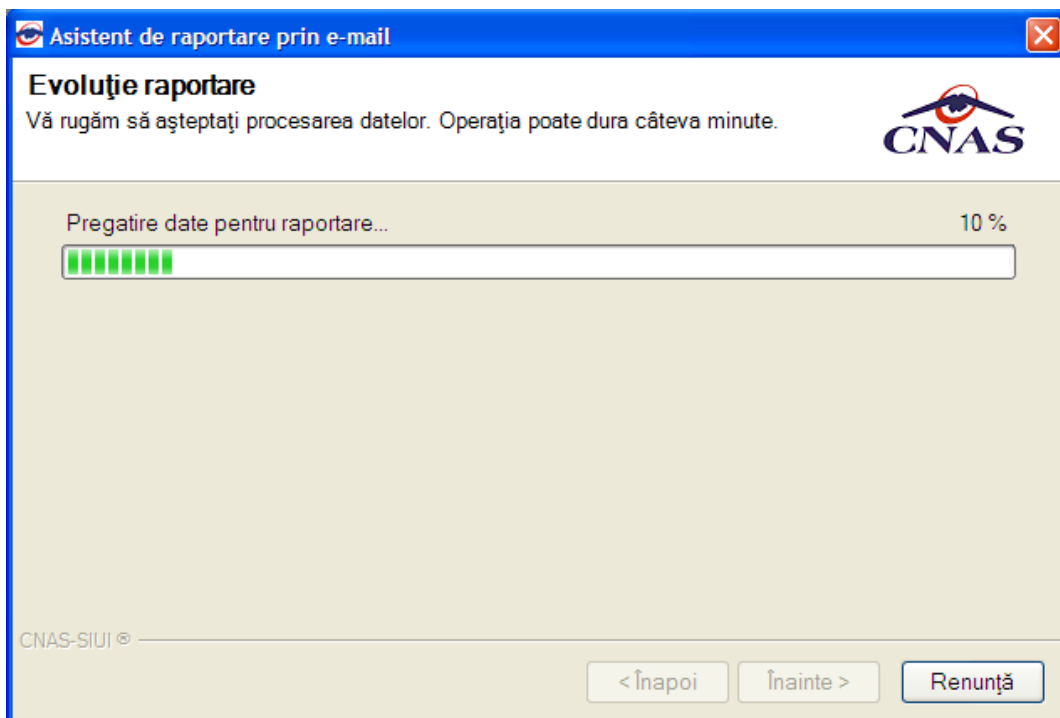 Asistent de raportare prin e-mail
Evoluţie raportare
Vă rugăm să aşteptaţi procesarea datelor. Operaţia poate dura câteva minute.
CNAS
Pregatire date pentru raportare... 10 %
CNAS-SIUI ®
< Înapoi Înainte > Renunţă